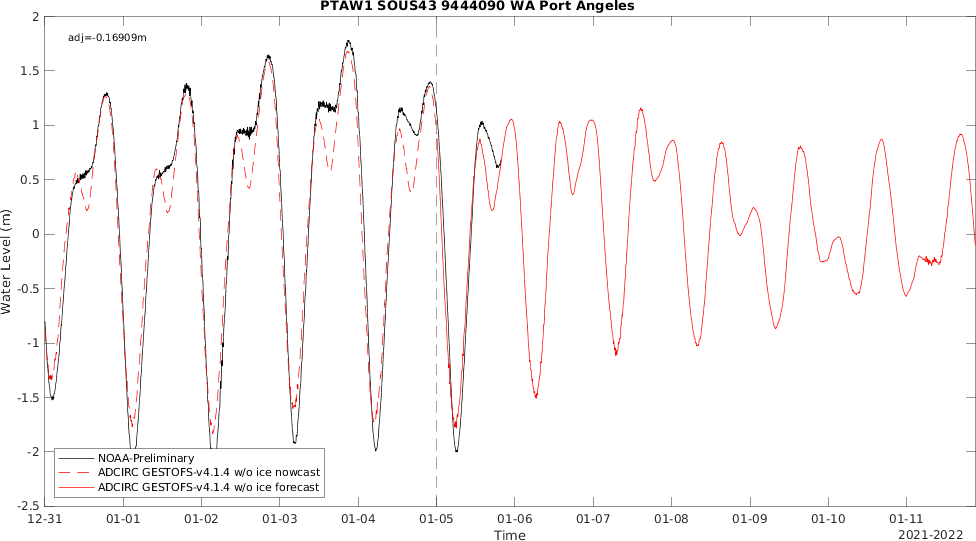 PTAW1 SOUS43 9444090 WA Port Angeles
adj=-0.16909m
Water Level (m)
2
1.5
1
0.5
0
-0.5
-1
-1.5
-2
-2.5
NOAA-Preliminary
ADCIRC GESTOFS-v4.1.4 w/o ice nowcast
ADCIRC GESTOFS-v4.1.4 w/o ice forecast
12-31 01-01 01-02 01-03 01-04 01-05 01-06 01-07 01-08 01-09 01-10 01-11
Time
2021-2022